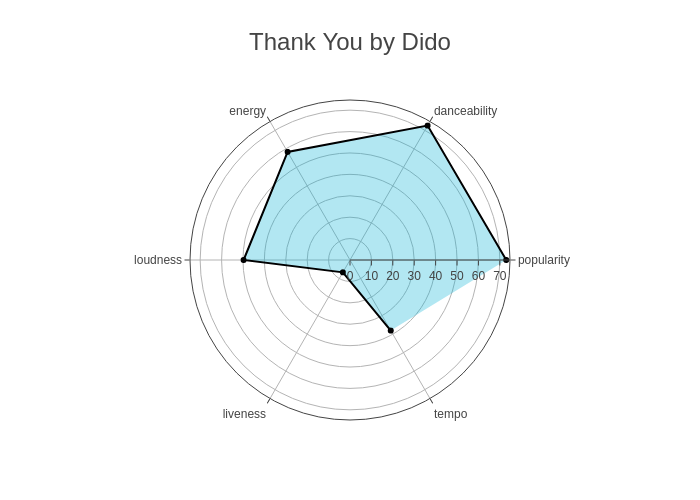 Thank You by Dido
energy
danceability
loudness
popularity
0 10 20 30 40 50 60 70
liveness
tempo